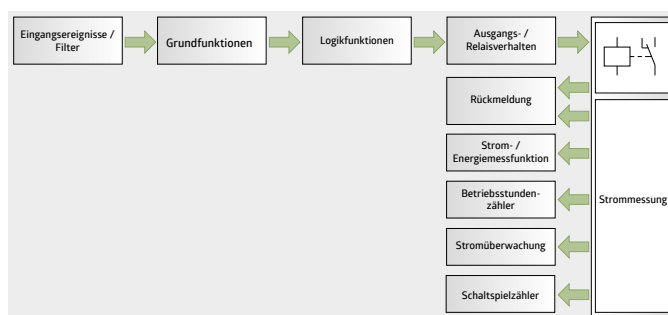 Eingangsereignisse /
Filter
Grundfunktionen
Logikfunktionen
Ausgangs- /
Relaisverhalten
Rückmeldung
Strom- /
Energiemessfunktion
Betriebsstunden-
zähler
Strommessung
Stromüberwachung
Schaltspielzähler